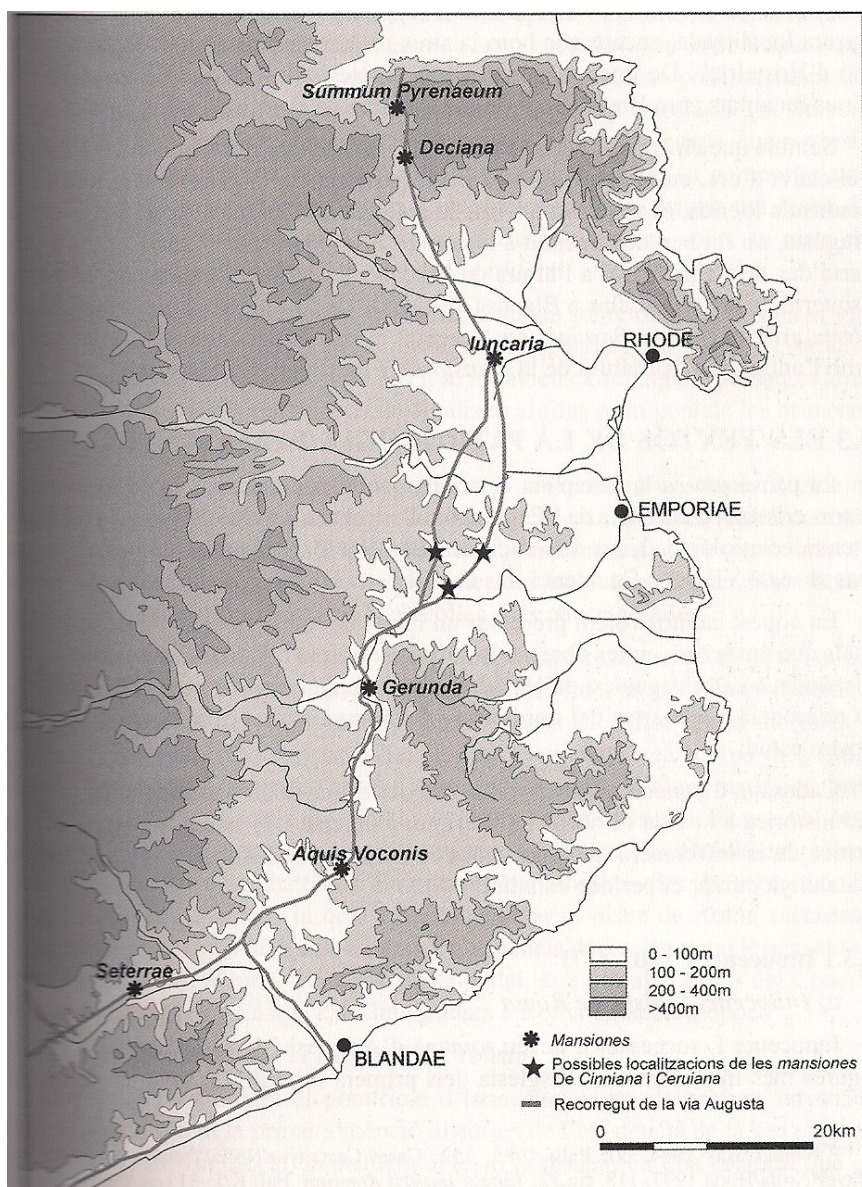 Summum Pyrenaeum
Deciana
Iuncaria
RHODE
EMPORIAE
Gerunda
Aquis Voconis
Seterrae
BLANDAE
0 - 100m
100 - 200m
200 - 400m
>400m
Mansiones
Possibles localitzacions de les mansiones
De Cinniana i Ceruiana
Recorregut de la via Augusta
0 20km